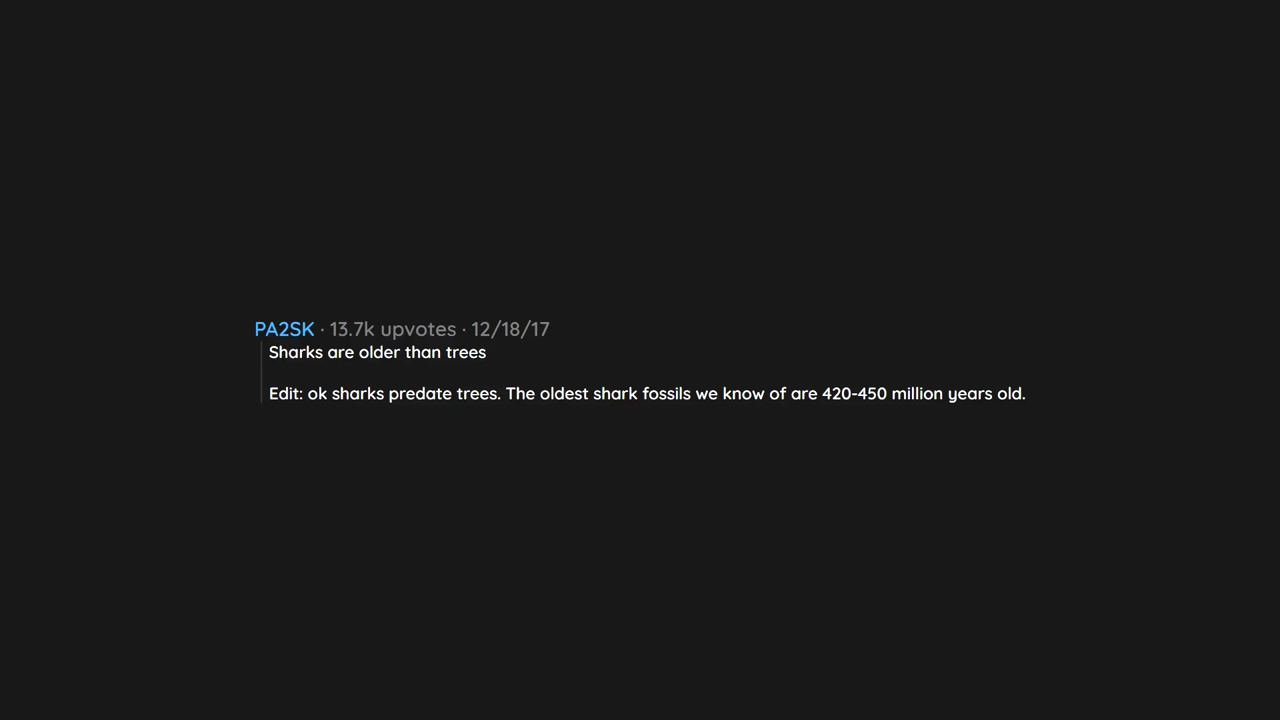 PA2SK · 13.7k upvotes · 12/18/17
Sharks are older than trees
Edit: ok sharks predate trees. The oldest shark fossils we know of are 420-450 million years old.